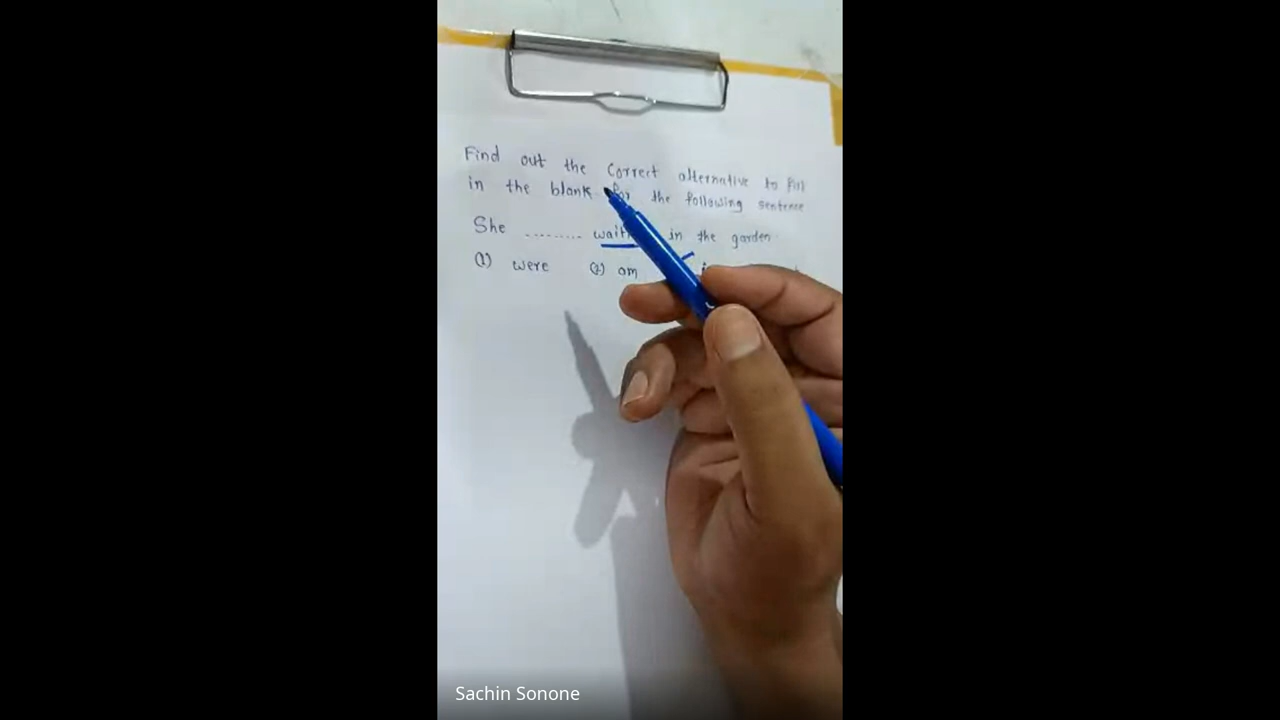 Find out the correct alternative to fill
in the blank for the following sentence
She ......... in the garden
(1) were (2) am
Sachin Sonone